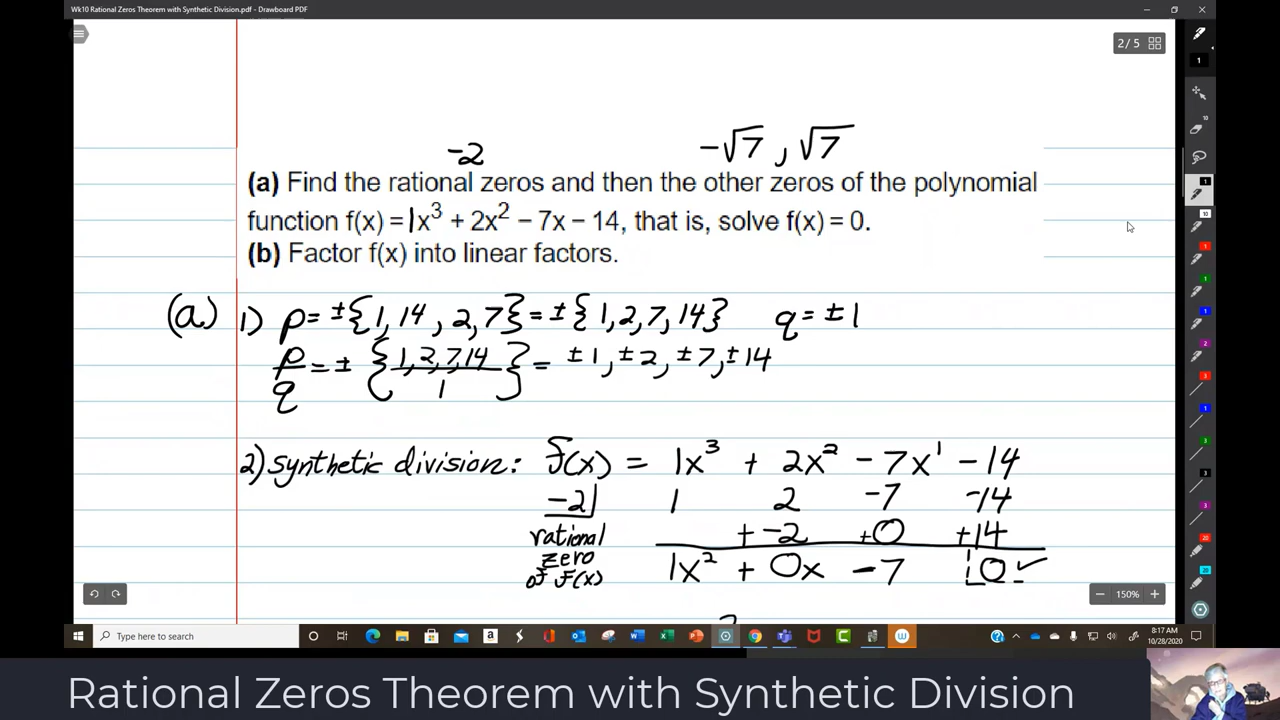 Wk10 Rational Zeros Theorem with Synthetic Division.pdf - Drawboard PDF
2 / 5
-2
-√7 , √7
(a) Find the rational zeros and then the other zeros of the polynomial
function f(x) = 1x³ + 2x² − 7x − 14, that is, solve f(x) = 0.
(b) Factor f(x) into linear factors.
(a) 1) p = ±{1, 14, 2, 7} = ±{1, 2, 7, 14} q = ±1
p/q = ± {1, 2, 7, 14 / 1} = ±1, ±2, ±7, ±14
2) synthetic division: f(x) = 1x³ + 2x² − 7x¹ − 14
-2| 1 2 -7 -14
rational + -2 +0 +14
zero
of f(x) 1x² + 0x − 7 |0 ✓
150%
Type here to search
8:17 AM
10/28/2020
Rational Zeros Theorem with Synthetic Division